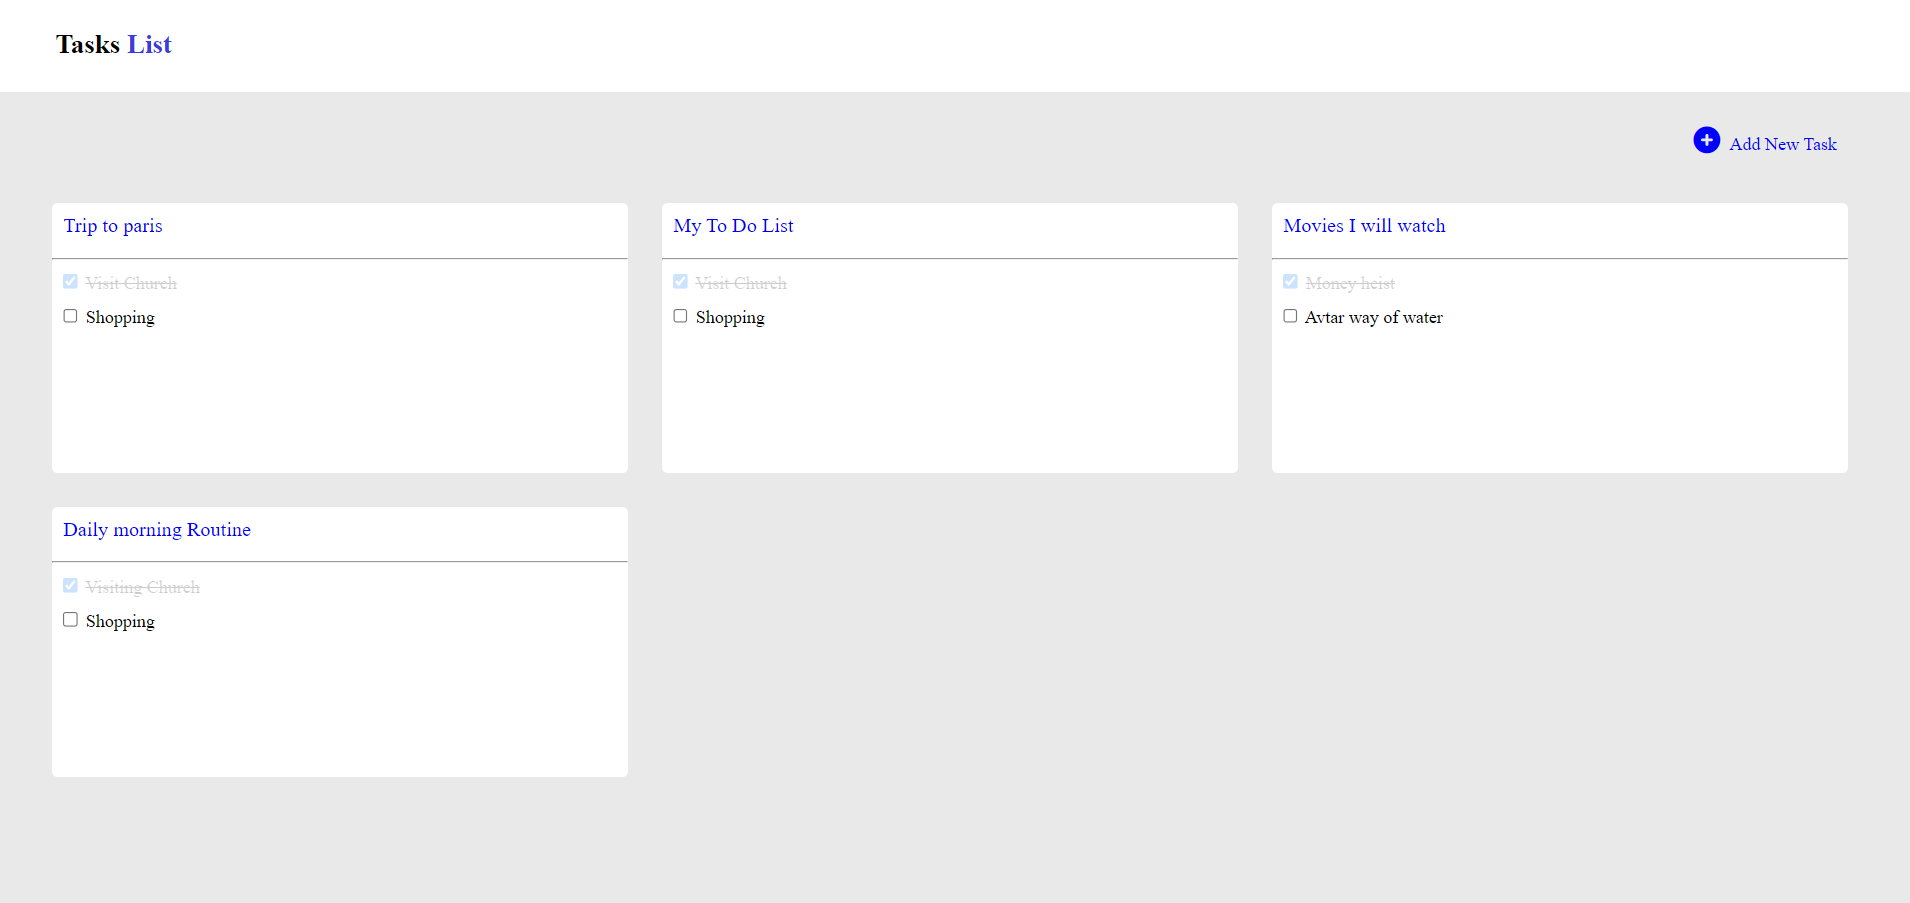 Tasks List
Add New Task
Trip to paris
Visit Church
Shopping
My To Do List
Visit Church
Shopping
Movies I will watch
Money heist
Avtar way of water
Daily morning Routine
Visiting Church
Shopping